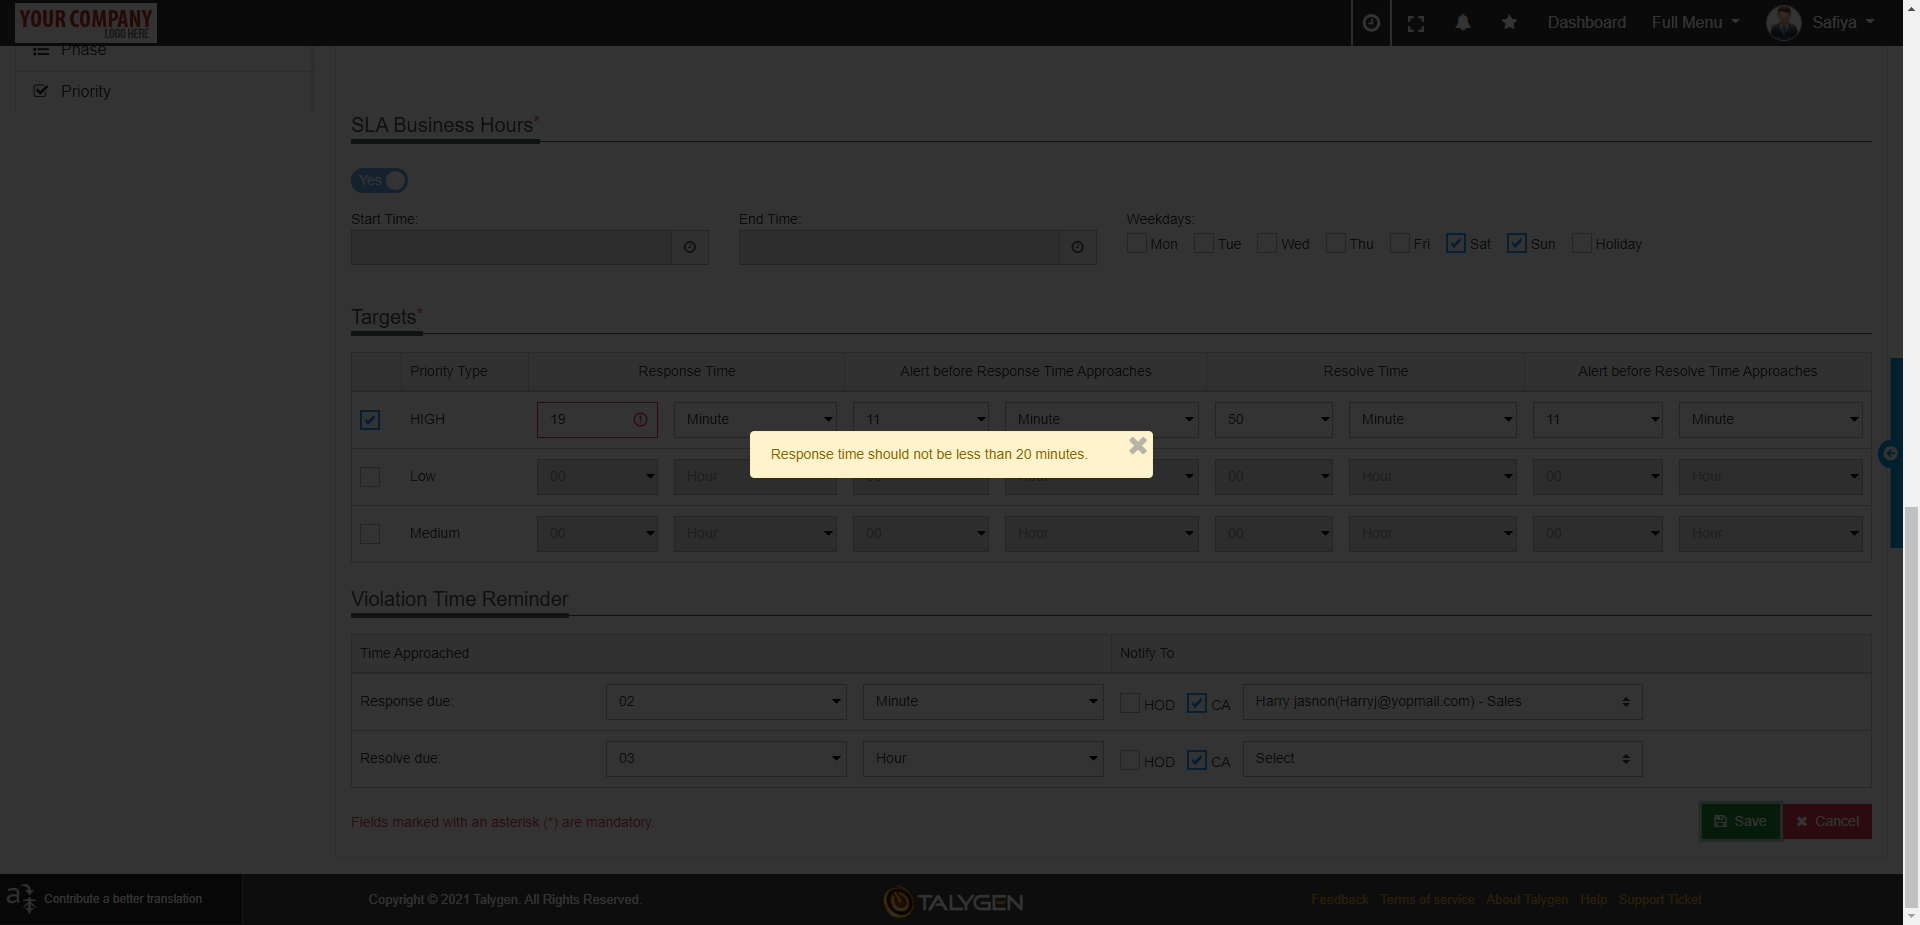 YOUR COMPANY
LOGO HERE
Dashboard
Full Menu
Safiya
Phase
Priority
SLA Business Hours*
Yes
Start Time:
End Time:
Weekdays:
Mon Tue Wed Thu Fri Sat Sun Holiday
Targets*
Priority Type Response Time Alert before Response Time Approaches Resolve Time Alert before Resolve Time Approaches
HIGH 19 Minute 11 Minute 50 Minute 11 Minute
Response time should not be less than 20 minutes.
Low 00 Hour 00 Hour 00 Hour 00 Hour
Medium 00 Hour 00 Hour 00 Hour 00 Hour
Violation Time Reminder
Time Approached Notify To
Response due: 02 Minute HOD CA Harry jasnon(Harryj@yopmail.com) - Sales
Resolve due: 03 Hour HOD CA Select
Fields marked with an asterisk (*) are mandatory.
Save Cancel
Contribute a better translation
Copyright © 2021 Talygen. All Rights Reserved.
TALYGEN
Feedback Terms of service About Talygen Help Support Ticket